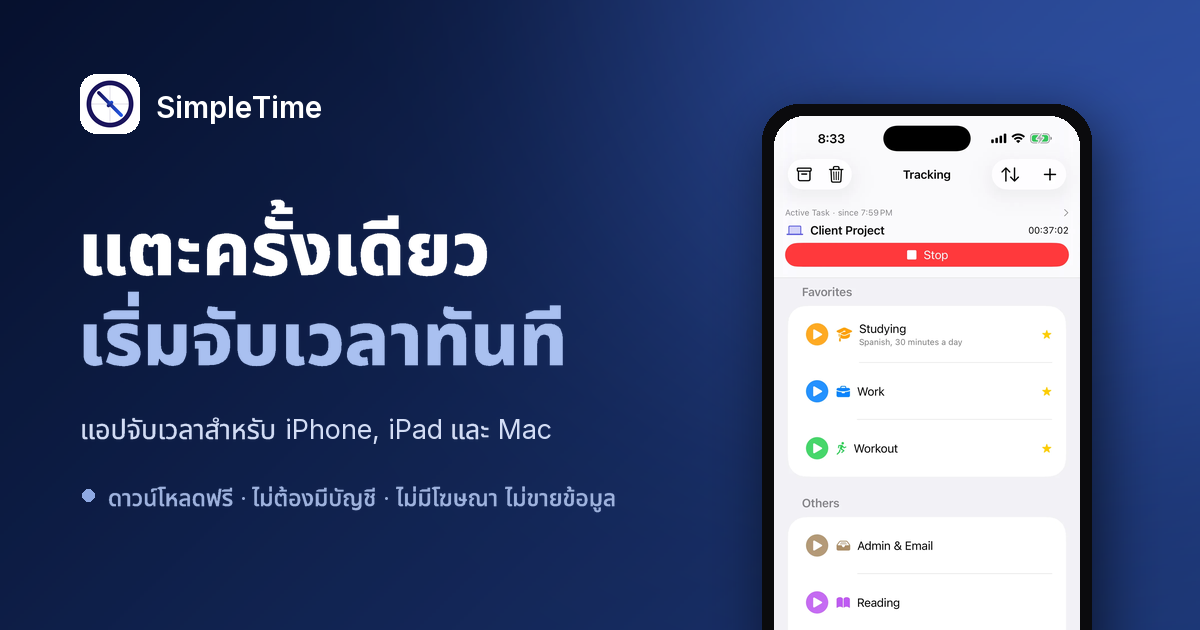 SimpleTime
แตะครั้งเดียว
เริ่มจับเวลาทันที
แอปจับเวลาสำหรับ iPhone, iPad และ Mac
ดาวน์โหลดฟรี · ไม่ต้องมีบัญชี · ไม่มีโฆษณา ไม่ขายข้อมูล
8:33
Tracking
Active Task · since 7:59 PM
Client Project 00:37:02
Stop
Favorites
Studying
Spanish, 30 minutes a day
Work
Workout
Others
Admin & Email
Reading